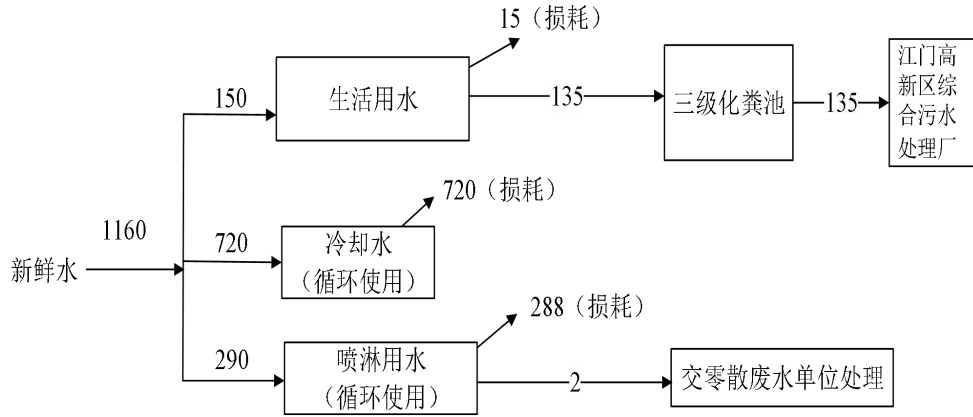 15（损耗）
150
生活用水
135
三级化粪池
135
江门高
新区综
合污水
处理厂
720（损耗）
1160
新鲜水
720
冷却水
（循环使用）
288（损耗）
290
喷淋用水
（循环使用）
2
交零散废水单位处理